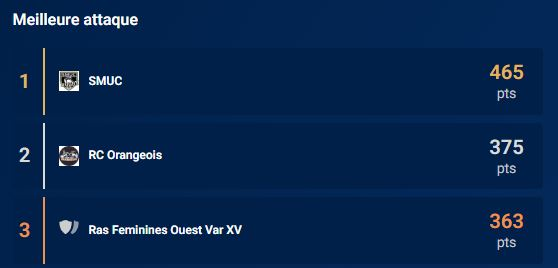 Meilleure attaque
1 SMUC 465 pts
2 RC Orangeois 375 pts
3 Ras Feminines Ouest Var XV 363 pts